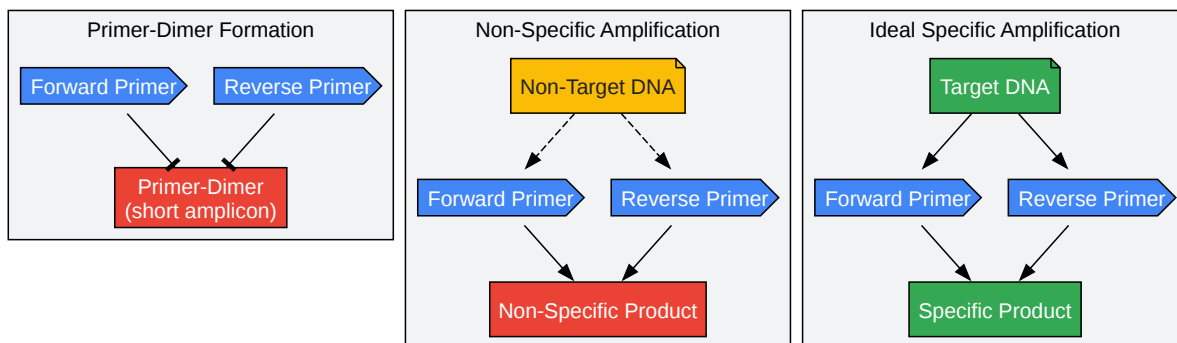 Primer-Dimer Formation
Forward Primer
Reverse Primer
Primer-Dimer
(short amplicon)
Non-Specific Amplification
Non-Target DNA
Forward Primer
Reverse Primer
Non-Specific Product
Ideal Specific Amplification
Target DNA
Forward Primer
Reverse Primer
Specific Product